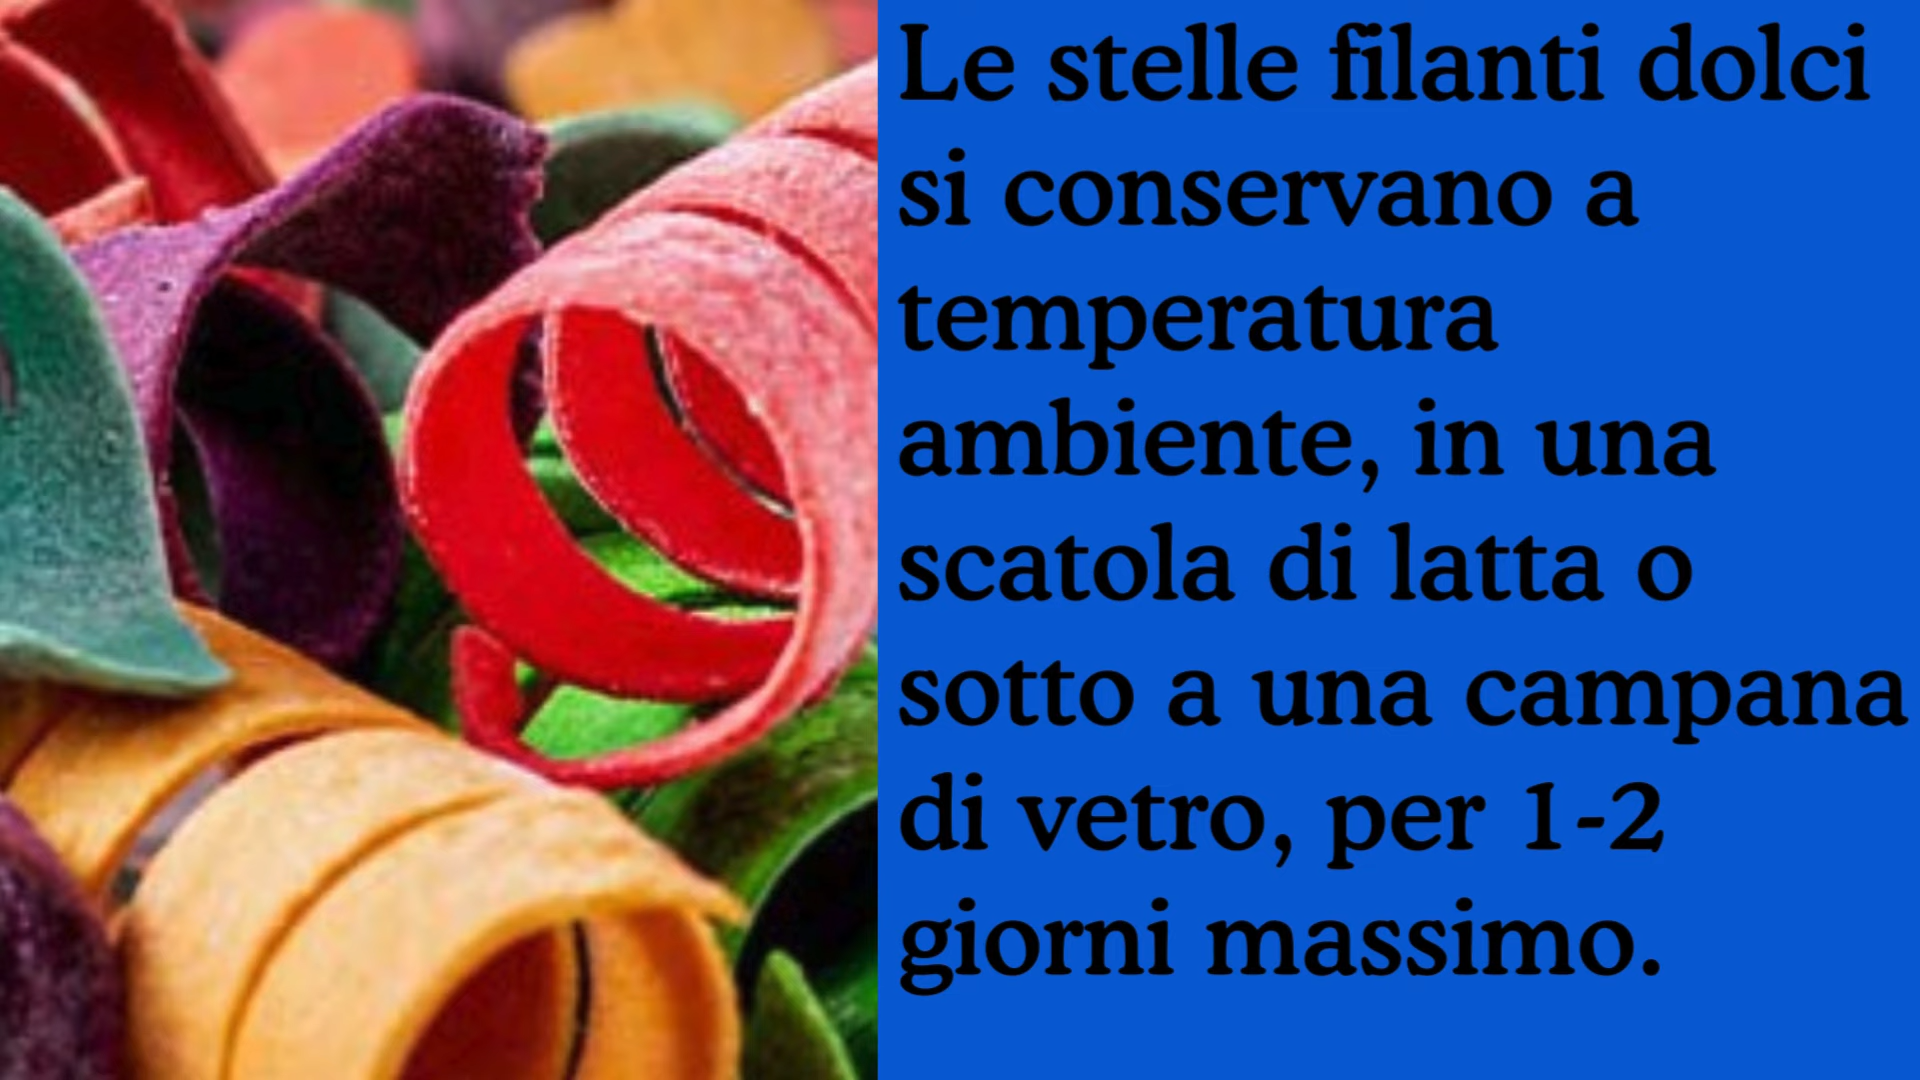 Le stelle filanti dolci
si conservano a
temperatura
ambiente, in una
scatola di latta o
sotto a una campana
di vetro, per 1-2
giorni massimo.